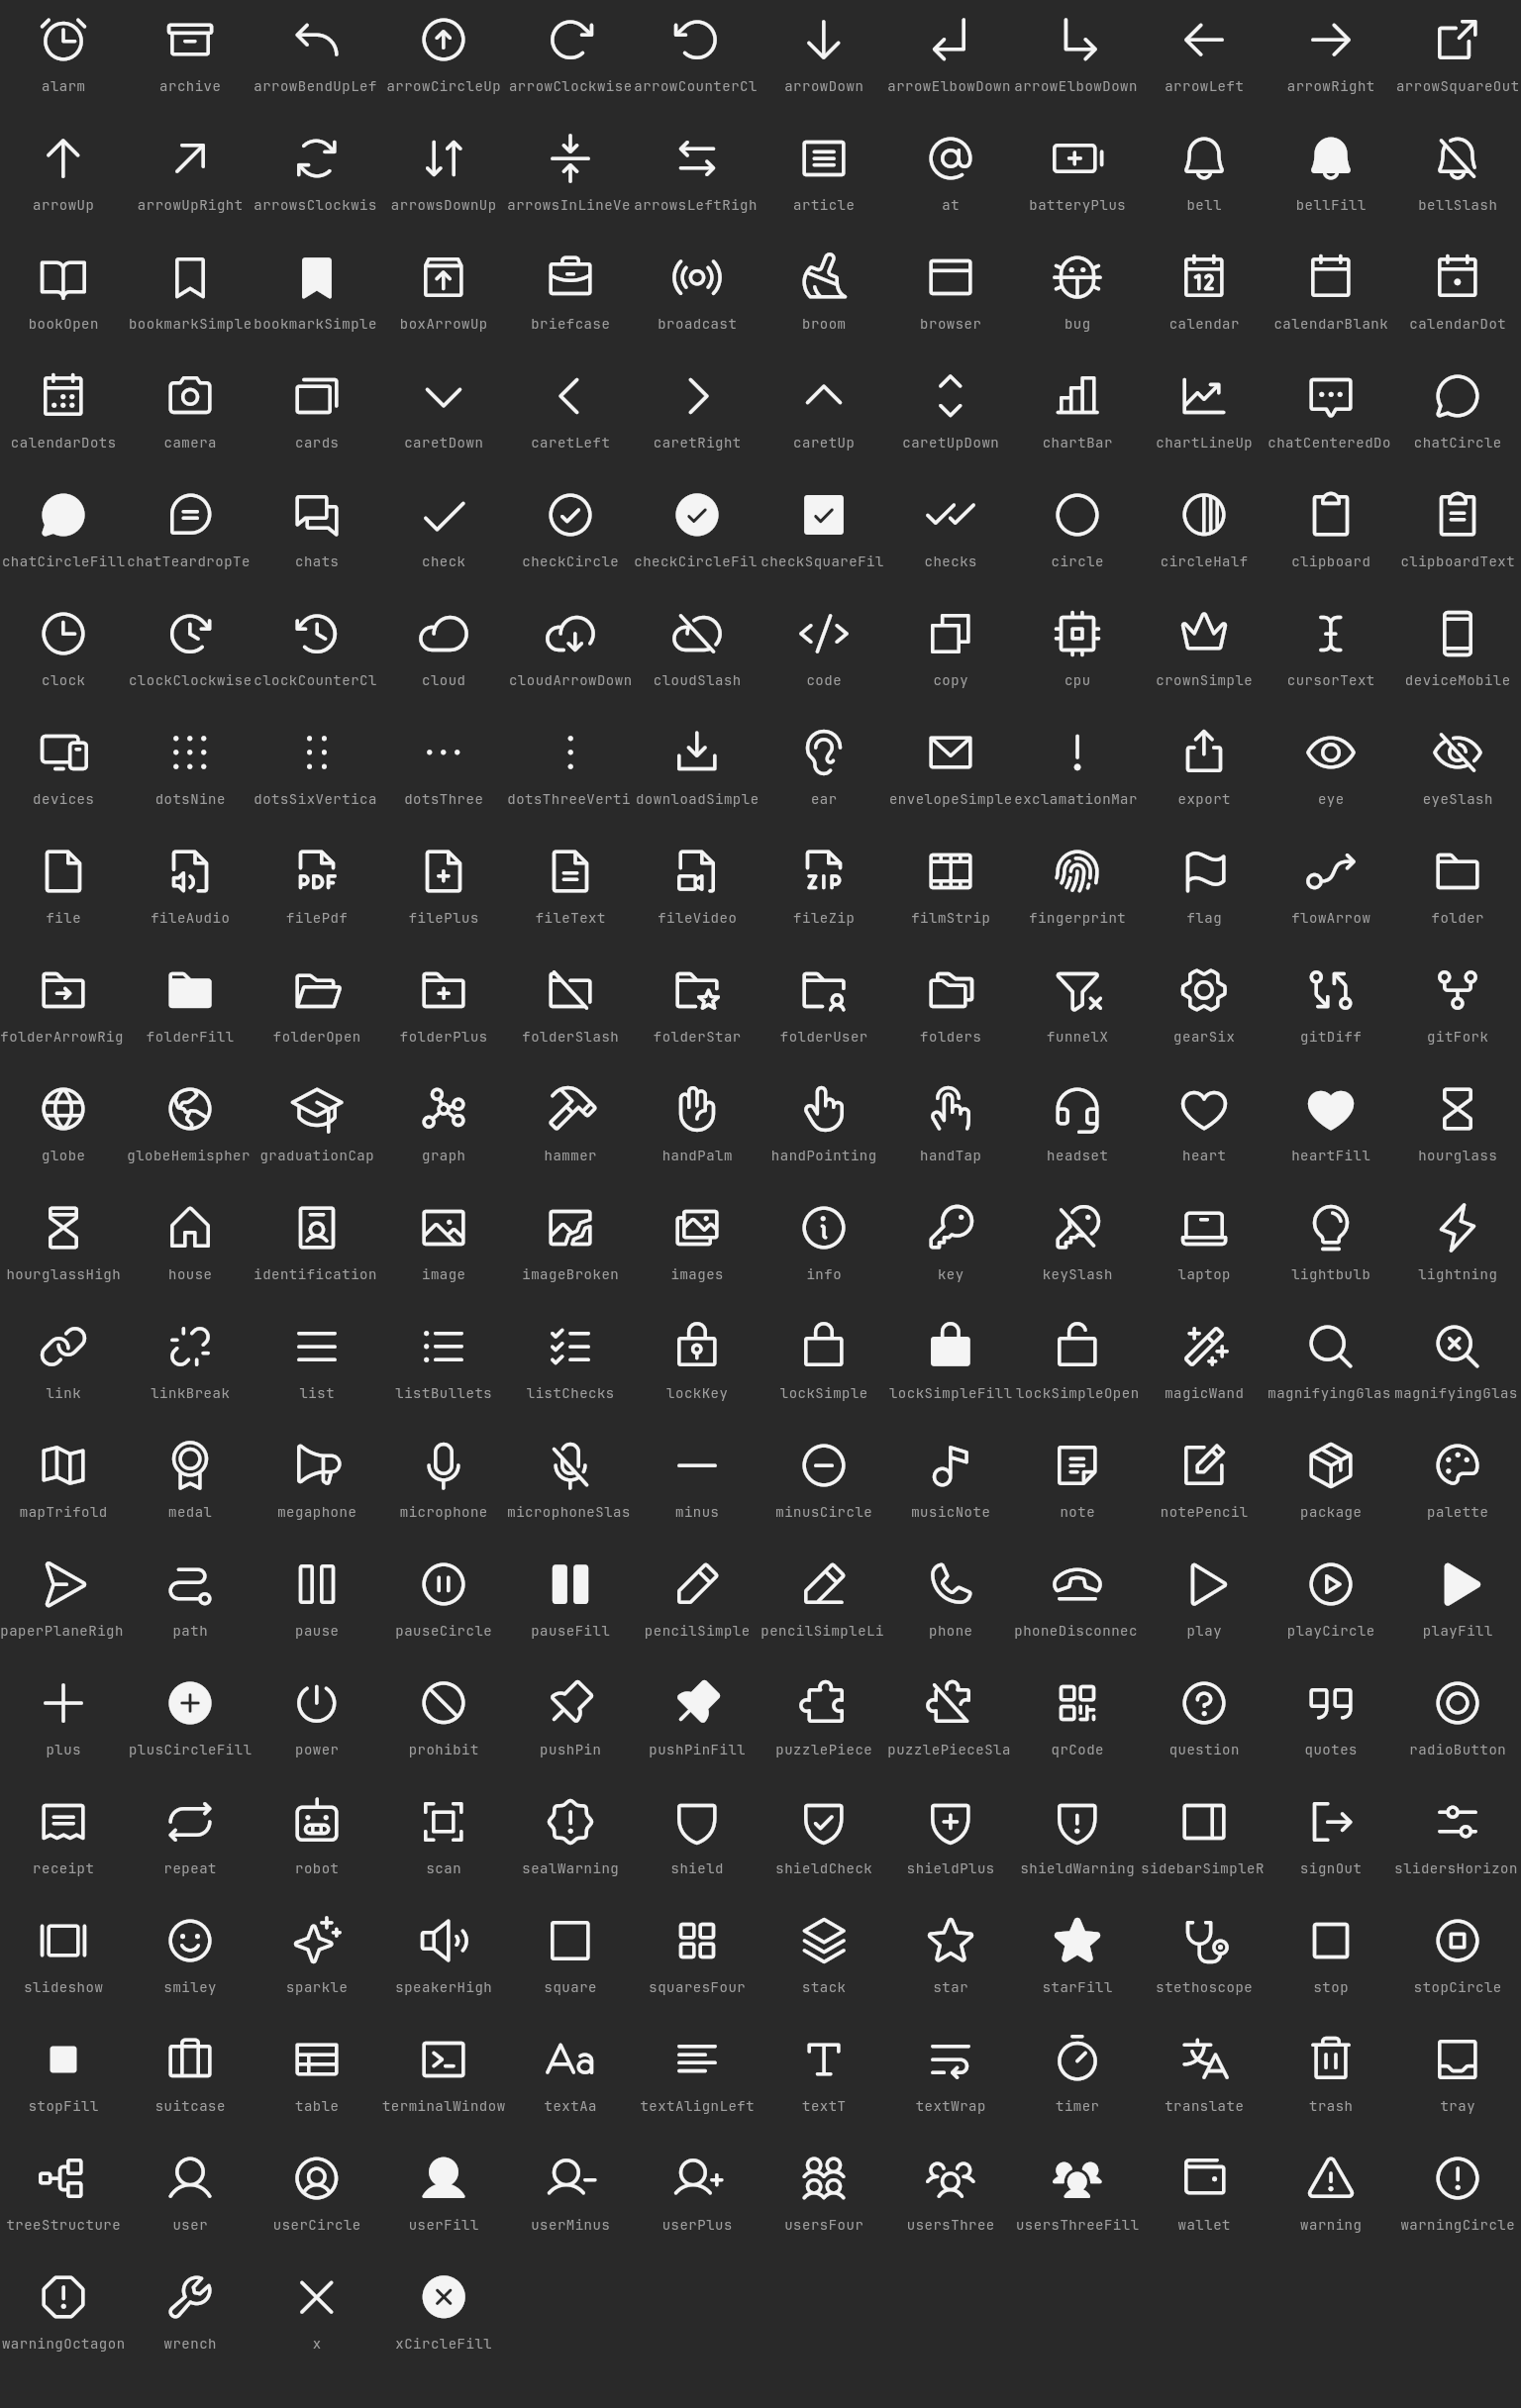 alarm archive arrowBendUpLef arrowCircleUp arrowClockwise arrowCounterCl arrowDown arrowElbowDown arrowElbowDown arrowLeft arrowRight arrowSquareOut
arrowUp arrowUpRight arrowsClockwis arrowsDownUp arrowsInLineVe arrowsLeftRigh article at batteryPlus bell bellFill bellSlash
12
bookOpen bookmarkSimple bookmarkSimple boxArrowUp briefcase broadcast broom browser bug calendar calendarBlank calendarDot
calendarDots camera cards caretDown caretLeft caretRight caretUp caretUpDown chartBar chartLineUp chatCenteredDo chatCircle
chatCircleFill chatTeardropTe chats check checkCircle checkCircleFil checkSquareFil checks circle circleHalf clipboard clipboardText
clock clockClockwise clockCounterCl cloud cloudArrowDown cloudSlash code copy cpu crownSimple cursorText deviceMobile
devices dotsNine dotsSixVertica dotsThree dotsThreeVerti downloadSimple ear envelopeSimple exclamationMar export eye eyeSlash
PDF ZIP
file fileAudio filePdf filePlus fileText fileVideo fileZip filmStrip fingerprint flag flowArrow folder
folderArrowRig folderFill folderOpen folderPlus folderSlash folderStar folderUser folders funnelX gearSix gitDiff gitFork
globe globeHemispher graduationCap graph hammer handPalm handPointing handTap headset heart heartFill hourglass
hourglassHigh house identification image imageBroken images info key keySlash laptop lightbulb lightning
link linkBreak list listBullets listChecks lockKey lockSimple lockSimpleFill lockSimpleOpen magicWand magnifyingGlas magnifyingGlas
mapTrifold medal megaphone microphone microphoneSlas minus minusCircle musicNote note notePencil package palette
paperPlaneRigh path pause pauseCircle pauseFill pencilSimple pencilSimpleLi phone phoneDisconnec play playCircle playFill
plus plusCircleFill power prohibit pushPin pushPinFill puzzlePiece puzzlePieceSla qrCode question quotes radioButton
receipt repeat robot scan sealWarning shield shieldCheck shieldPlus shieldWarning sidebarSimpleR signOut slidersHorizon
slideshow smiley sparkle speakerHigh square squaresFour stack star starFill stethoscope stop stopCircle
Aa T
stopFill suitcase table terminalWindow textAa textAlignLeft textT textWrap timer translate trash tray
treeStructure user userCircle userFill userMinus userPlus usersFour usersThree usersThreeFill wallet warning warningCircle
warningOctagon wrench x xCircleFill